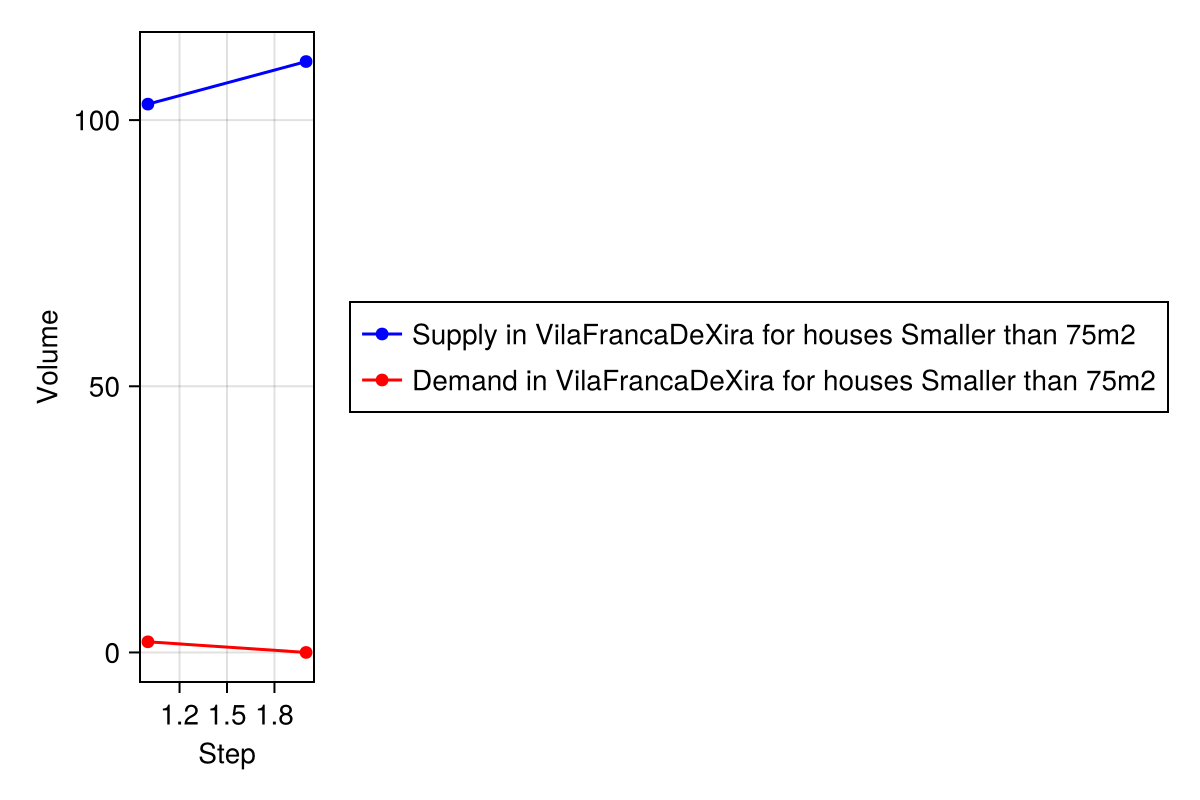 100
50
0
Volume
1.2 1.5 1.8
Step
Supply in VilaFrancaDeXira for houses Smaller than 75m2
Demand in VilaFrancaDeXira for houses Smaller than 75m2